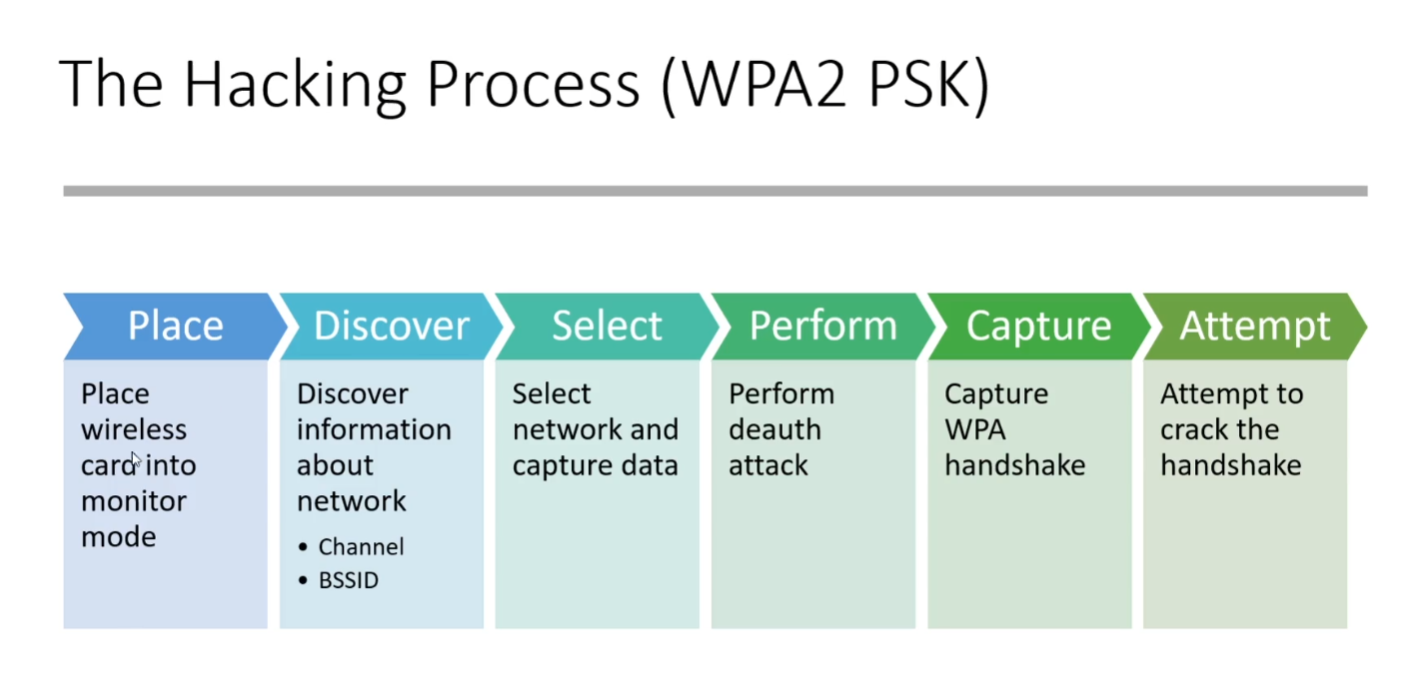 The Hacking Process (WPA2 PSK)
Place
Place
wireless
card into
monitor
mode
Discover
Discover
information
about
network
• Channel
• BSSID
Select
Select
network and
capture data
Perform
Perform
deauth
attack
Capture
Capture
WPA
handshake
Attempt
Attempt to
crack the
handshake